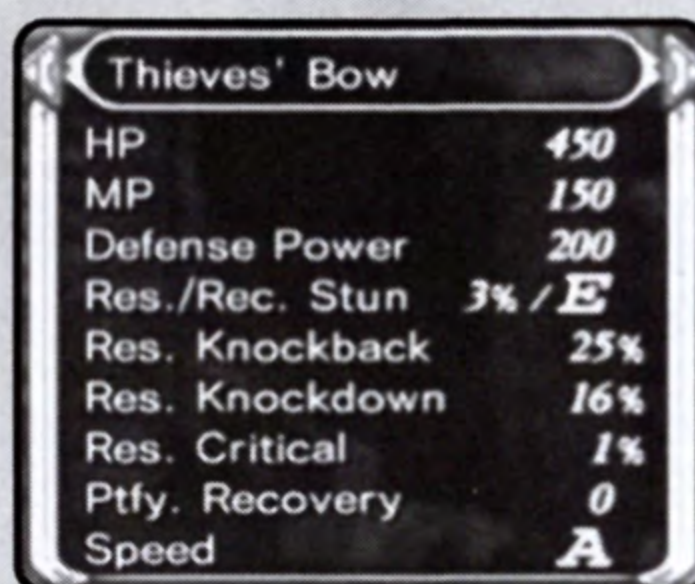 Thieves' Bow
HP 450
MP 150
Defense Power 200
Res./Rec. Stun 3% / E
Res. Knockback 25%
Res. Knockdown 16%
Res. Critical 1%
Ptfy. Recovery 0
Speed A